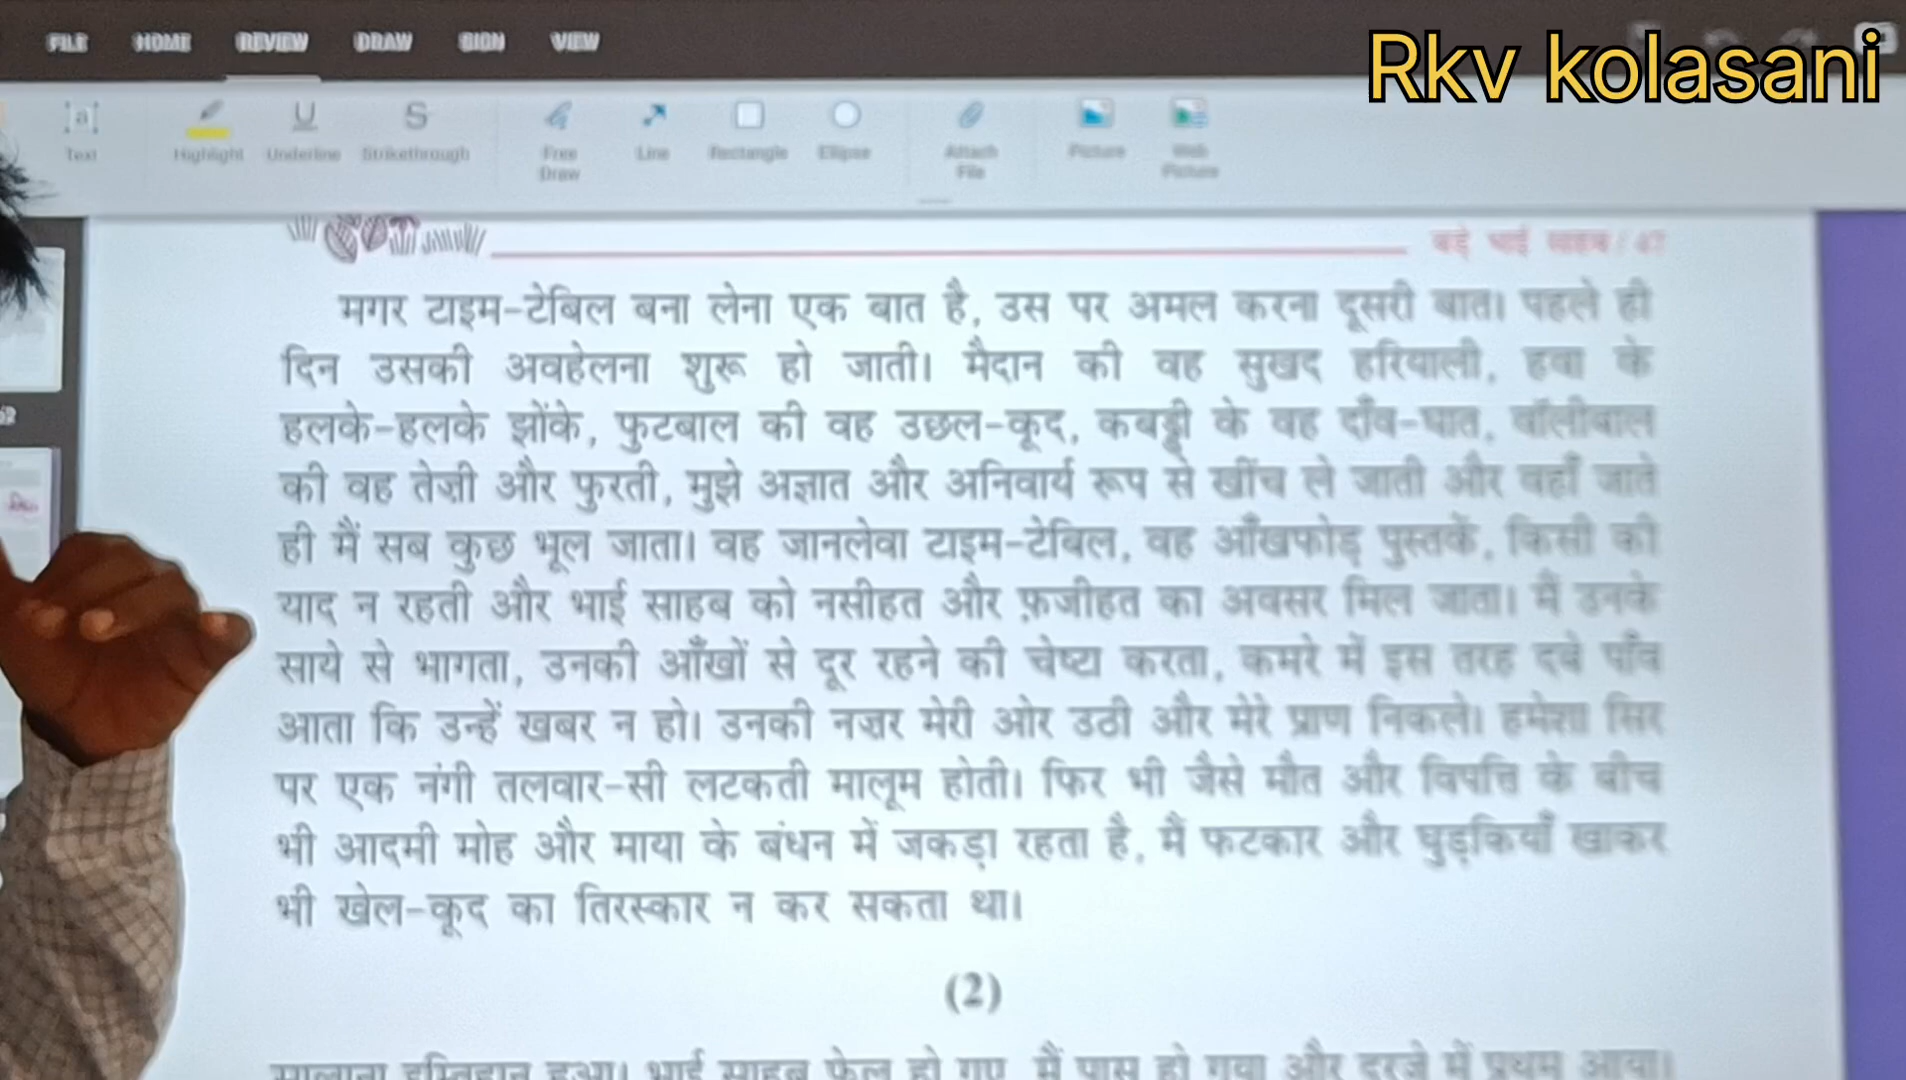 FILE HOME REVIEW DRAW SIGN VIEW
Rkv kolasani
Text Highlight Underline Strikethrough Free Draw Line Rectangle Ellipse Attach File Picture Web Picture
बड़े भाई साहब / 47
मगर टाइम-टेबिल बना लेना एक बात है, उस पर अमल करना दूसरी बात। पहले ही
दिन उसकी अवहेलना शुरू हो जाती। मैदान की वह सुखद हरियाली, हवा के
हलके-हलके झोंके, फुटबाल की वह उछल-कूद, कबड्डी के वह दाँव-घात, वॉलीबाल
की वह तेज़ी और फुरती, मुझे अज्ञात और अनिवार्य रूप से खींच ले जाती और वहाँ जाते
ही मैं सब कुछ भूल जाता। वह जानलेवा टाइम-टेबिल, वह आँखफोड़ पुस्तकें, किसी की
याद न रहती और भाई साहब को नसीहत और फ़जीहत का अवसर मिल जाता। मैं उनके
साये से भागता, उनकी आँखों से दूर रहने की चेष्टा करता, कमरे में इस तरह दबे पाँव
आता कि उन्हें खबर न हो। उनकी नज़र मेरी ओर उठी और मेरे प्राण निकले। हमेशा सिर
पर एक नंगी तलवार-सी लटकती मालूम होती। फिर भी जैसे मौत और विपत्ति के बीच
भी आदमी मोह और माया के बंधन में जकड़ा रहता है, मैं फटकार और घुड़कियाँ खाकर
भी खेल-कूद का तिरस्कार न कर सकता था।
(2)
सालाना इम्तिहान हुआ। भाई साहब फ़ेल हो गए, मैं पास हो गया और दरजे में प्रथम आया।